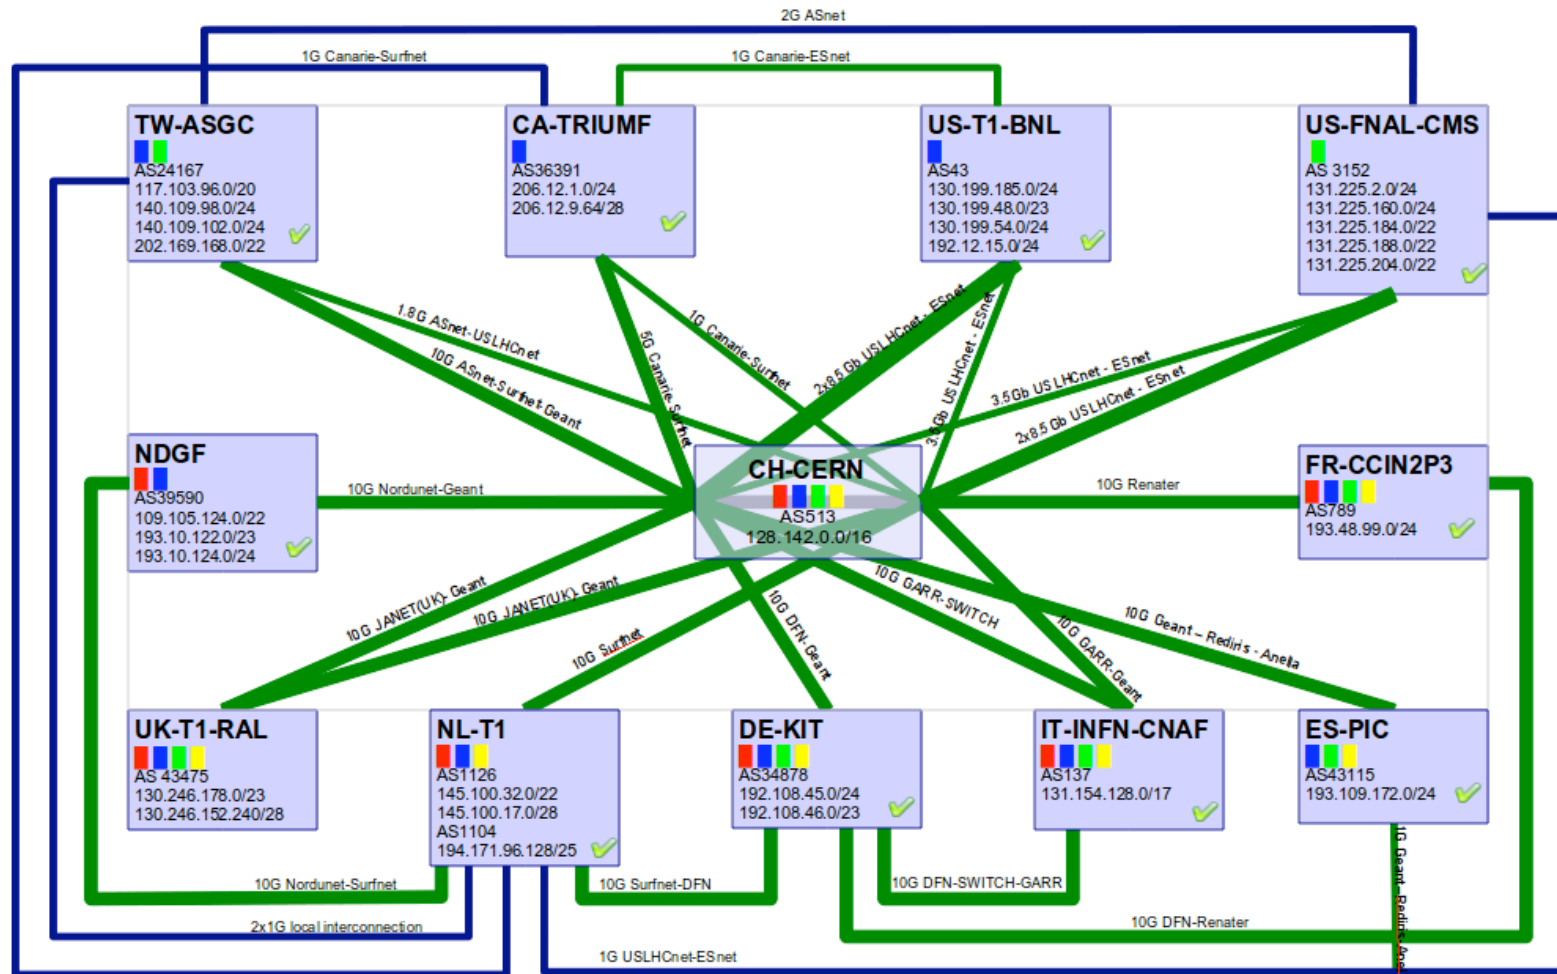 2G ASnet
1G Canarie-Surfnet
1G Canarie-ESnet
TW-ASGC
AS24167
117.103.96.0/20
140.109.98.0/24
140.109.102.0/24
202.169.168.0/22
CA-TRIUMF
AS36391
206.12.1.0/24
206.12.9.64/28
US-T1-BNL
AS43
130.199.185.0/24
130.199.48.0/23
130.199.54.0/24
192.12.15.0/24
US-FNAL-CMS
AS 3152
131.225.2.0/24
131.225.160.0/24
131.225.184.0/22
131.225.188.0/22
131.225.204.0/22
1.8G ASnet-USLHCnet
10G ASnet-Surfnet-Geant
5G Canarie-Surfnet
1G Canarie-Surfnet
2x8.5 Gb USLHCnet - ESnet
3.5Gb USLHCnet - ESnet
3.5Gb USLHCnet - ESnet
2x8.5 Gb USLHCnet - ESnet
NDGF
AS39590
109.105.124.0/22
193.10.122.0/23
193.10.124.0/24
10G Nordunet-Geant
CH-CERN
AS513
128.142.0.0/16
10G Renater
FR-CCIN2P3
AS789
193.48.99.0/24
10G JANET(UK)- Geant
10G JANET(UK)- Geant
10G Surfnet
10G DFN-Geant
10G GARR-SWITCH
10G GARR-Geant
10G Geant – Rediris - Anella
UK-T1-RAL
AS 43475
130.246.178.0/23
130.246.152.240/28
NL-T1
AS1126
145.100.32.0/22
145.100.17.0/28
AS1104
194.171.96.128/25
DE-KIT
AS34878
192.108.45.0/24
192.108.46.0/23
IT-INFN-CNAF
AS137
131.154.128.0/17
ES-PIC
AS43115
193.109.172.0/24
10G Nordunet-Surfnet
10G Surfnet-DFN
10G DFN-SWITCH-GARR
1G Geant–Rediris-Anel
2x1G local interconnection
10G DFN-Renater
1G USLHCnet-ESnet